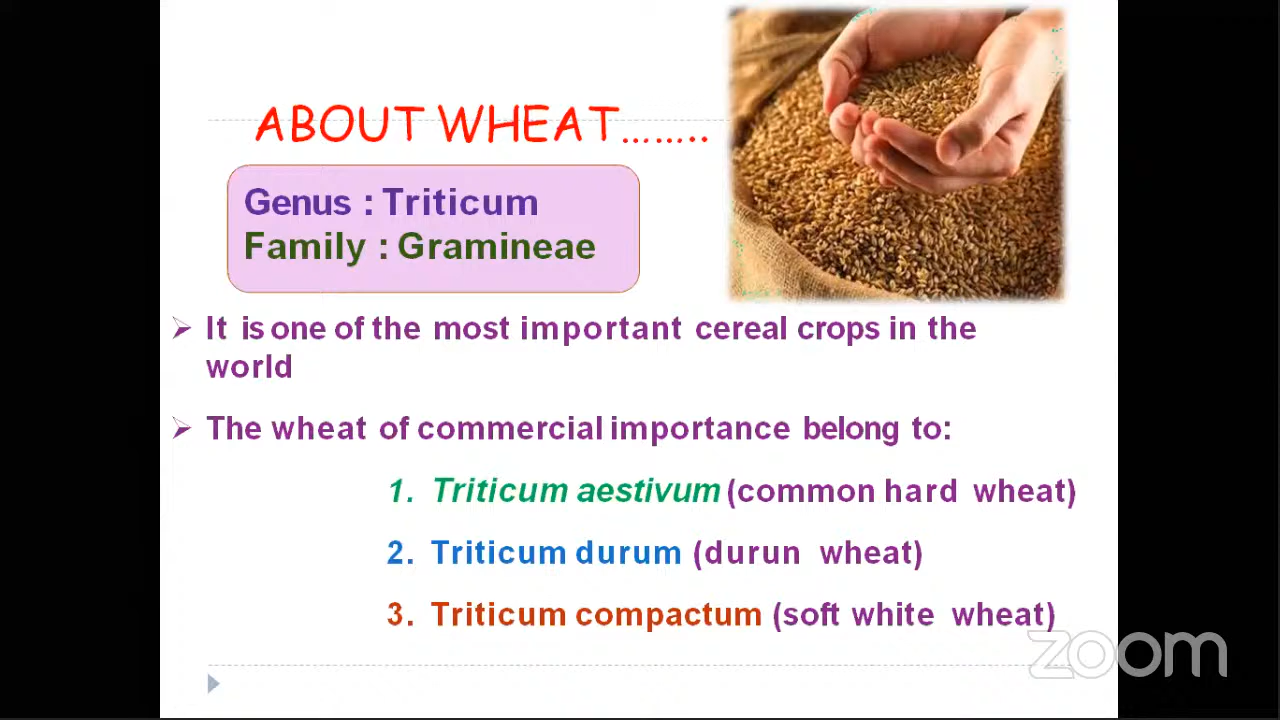 ABOUT WHEAT........
Genus : Triticum
Family : Gramineae
It is one of the most important cereal crops in the
world
The wheat of commercial importance belong to:
1. Triticum aestivum (common hard wheat)
2. Triticum durum (durun wheat)
3. Triticum compactum (soft white wheat)
zoom